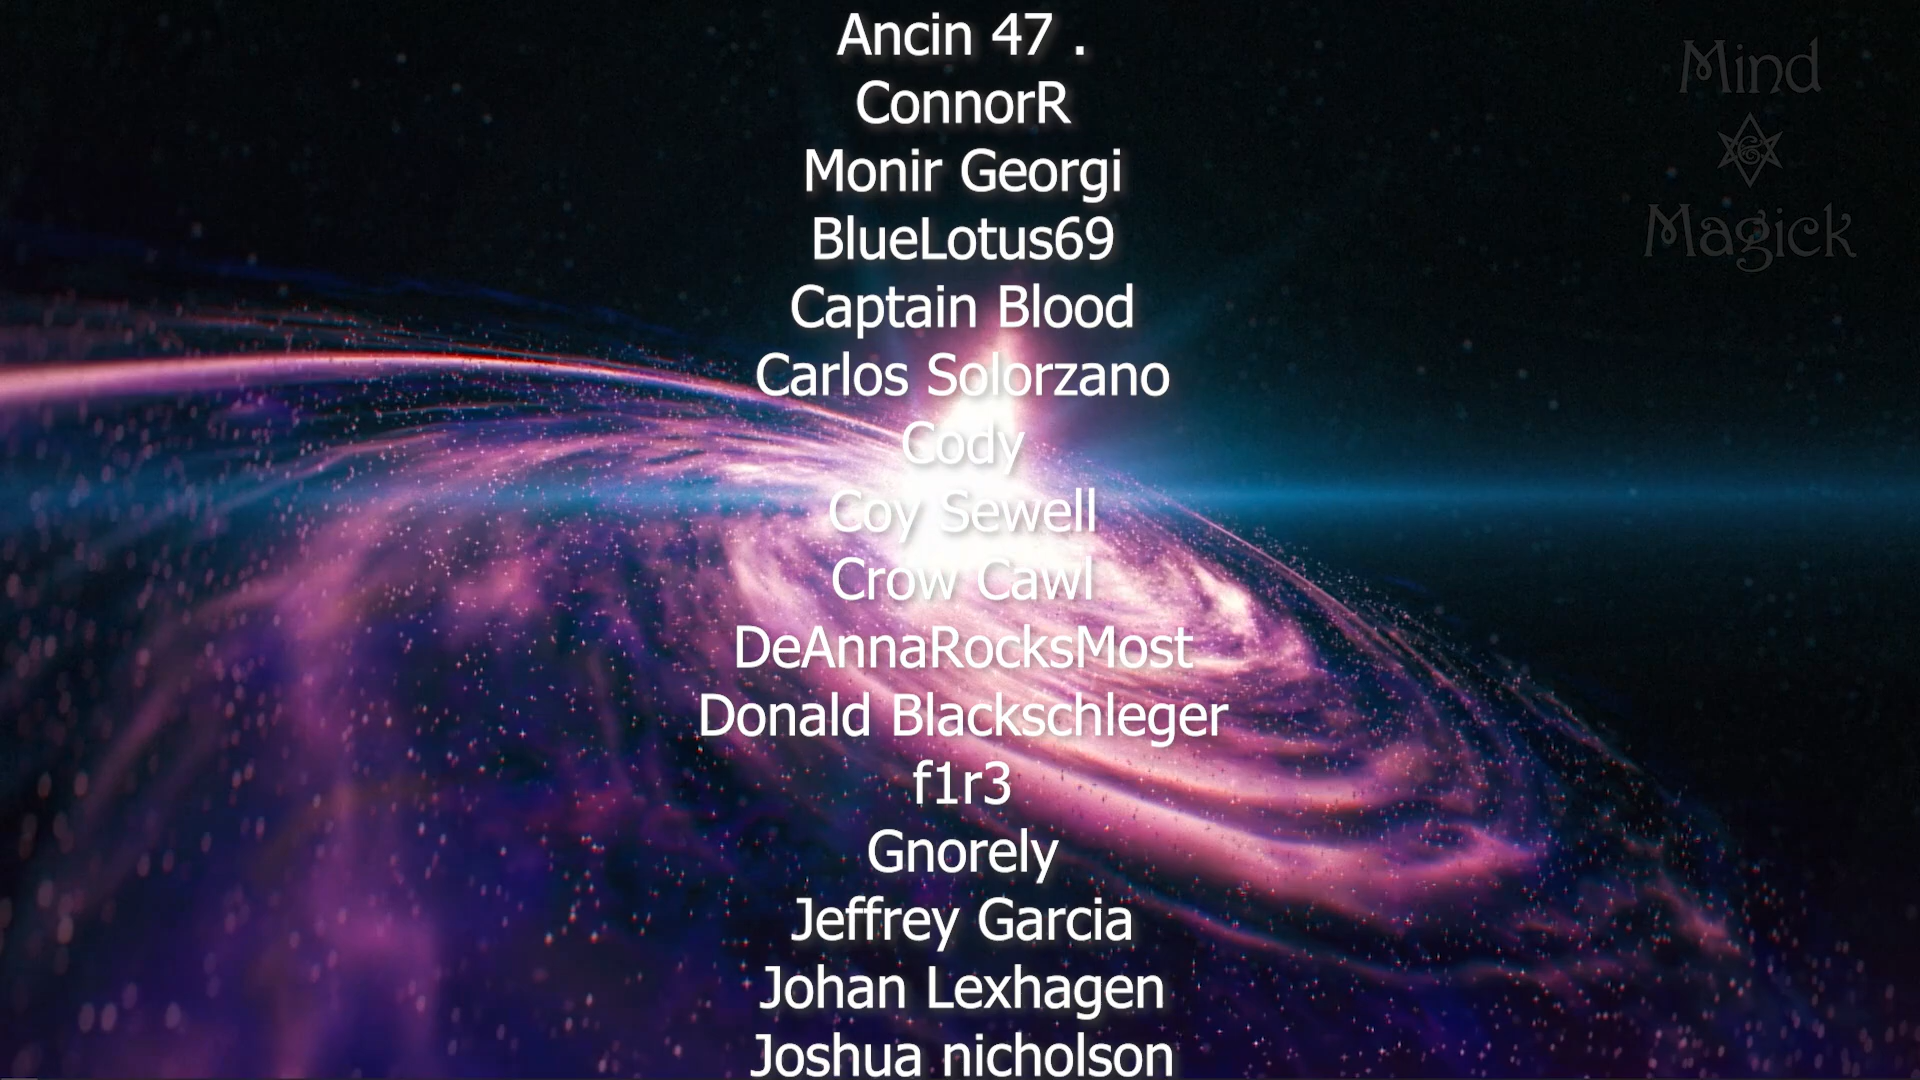 Ancin 47 .
ConnorR
Monir Georgi
BlueLotus69
Captain Blood
Carlos Solorzano
Cody
Coy Sewell
Crow Cawl
DeAnnaRocksMost
Donald Blackschleger
f1r3
Gnorely
Jeffrey Garcia
Johan Lexhagen
Joshua nicholson
Mind
Magick